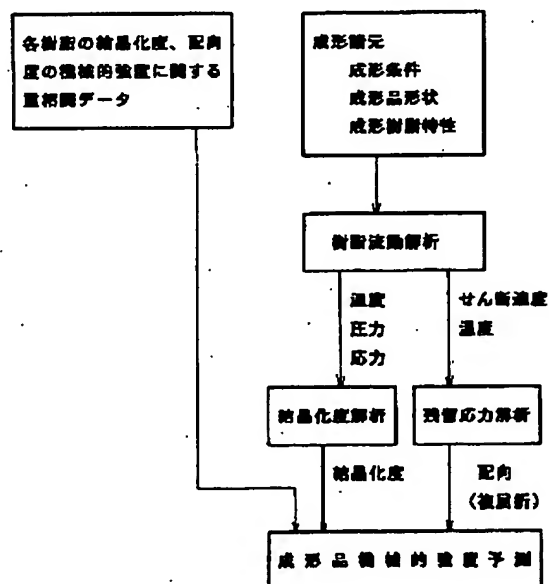 各樹脂の結晶化度、配向
度の機械的強度に関する
重相関データ
成形諸元
成形条件
成形品形状
成形樹脂特性
樹脂流動解析
温度
圧力
応力
せん断速度
温度
結晶化度解析
残留応力解析
結晶化度
配向
(複屈折)
成形品機械的強度予測